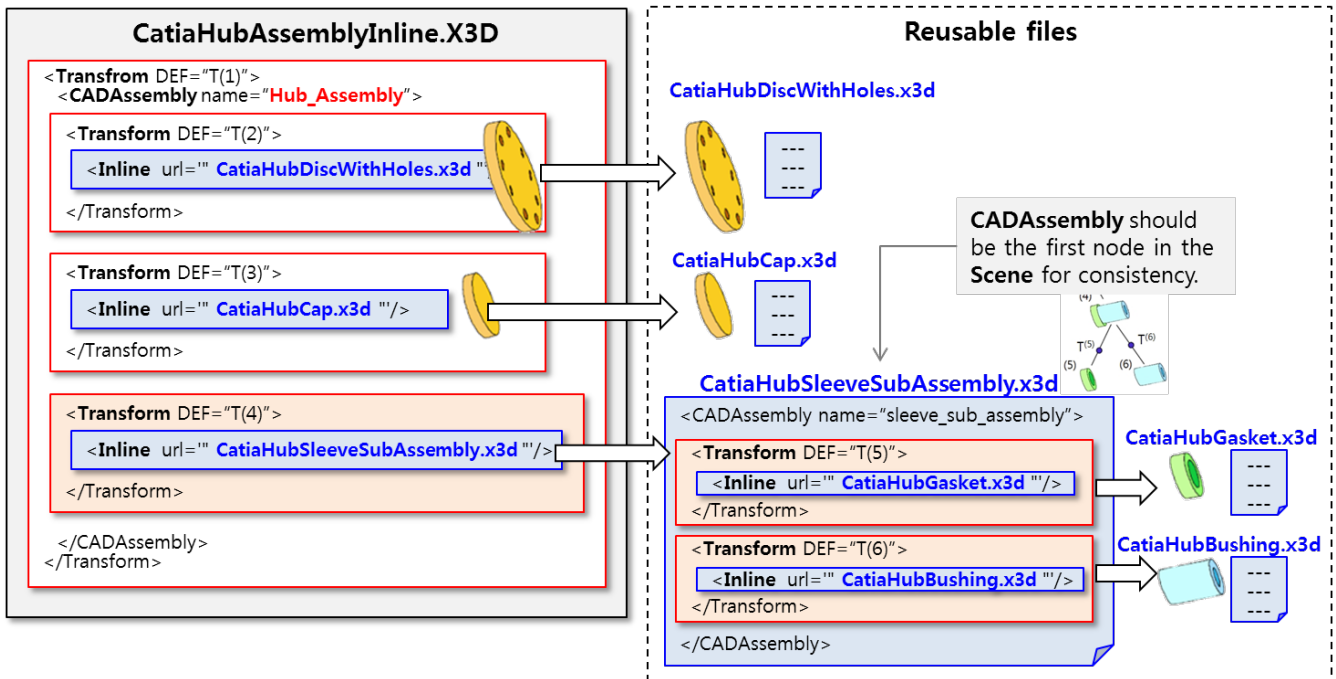 CatiaHubAssemblyInline.X3D
<Transfrom DEF="T(1)">
<CADAssembly name="Hub_Assembly">
<Transform DEF="T(2)">
<Inline url='" CatiaHubDiscWithHoles.x3d "'
</Transform>
<Transform DEF="T(3)">
<Inline url='" CatiaHubCap.x3d "'/>
</Transform>
<Transform DEF="T(4)">
<Inline url='" CatiaHubSleeveSubAssembly.x3d "'/>
</Transform>
</CADAssembly>
</Transform>
Reusable files
CatiaHubDiscWithHoles.x3d
CatiaHubCap.x3d
CADAssembly should
be the first node in the
Scene for consistency.
(4)
T(5)
T(6)
(5)
(6)
CatiaHubSleeveSubAssembly.x3d
<CADAssembly name="sleeve_sub_assembly">
<Transform DEF="T(5)">
<Inline url='" CatiaHubGasket.x3d "'/>
</Transform>
<Transform DEF="T(6)">
<Inline url='" CatiaHubBushing.x3d "'/>
</Transform>
</CADAssembly>
CatiaHubGasket.x3d
CatiaHubBushing.x3d